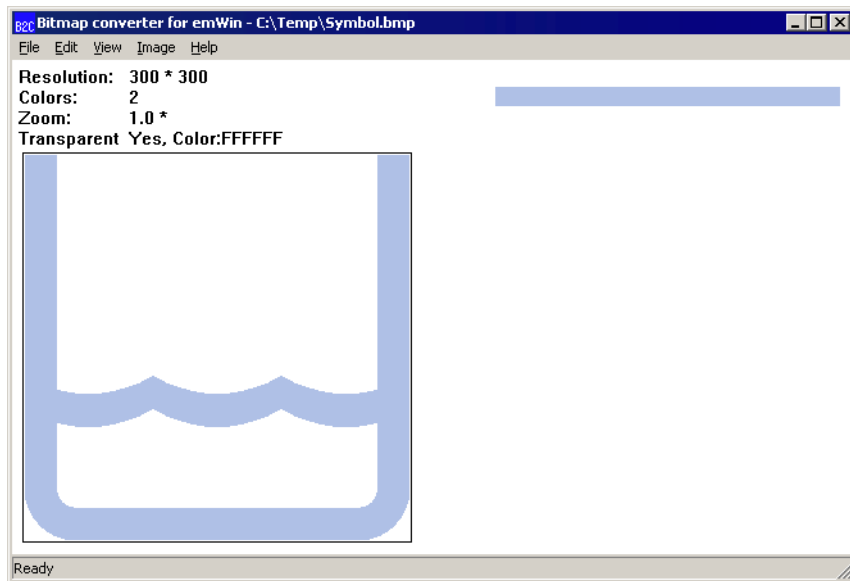 B2C Bitmap converter for emWin - C:\Temp\Symbol.bmp
File Edit View Image Help
Resolution: 300 * 300
Colors: 2
Zoom: 1.0 *
Transparent Yes, Color:FFFFFF
Ready